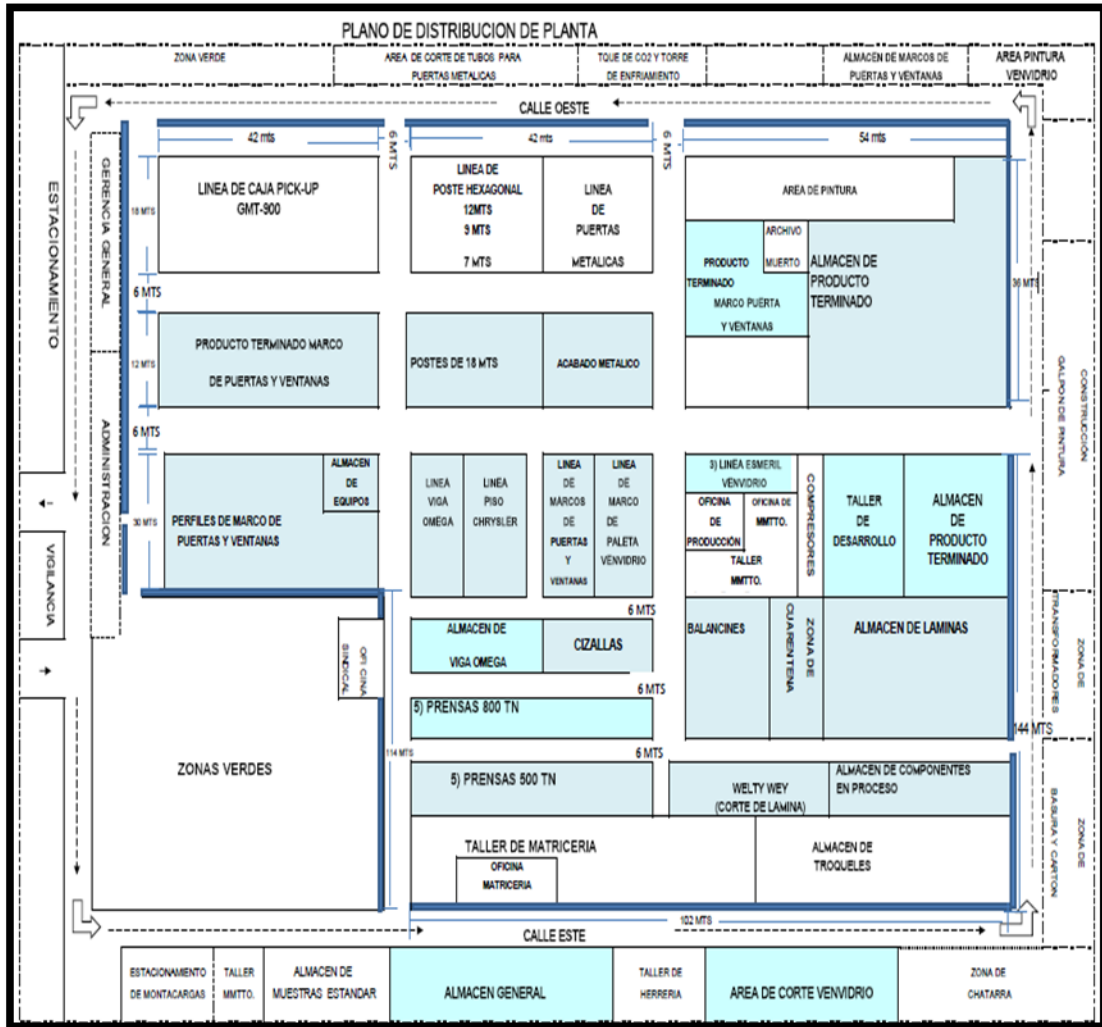 PLANO DE DISTRIBUCION DE PLANTA
ZONA VERDE
AREA DE CORTE DE TUBOS PARA
PUERTAS METALICAS
TQUE DE CO2 Y TORRE
DE ENFRIAMIENTO
ALMACEN DE MARCOS DE
PUERTAS Y VENTANAS
AREA PINTURA
VENVIDRIO
CALLE OESTE
42 mts
6 MTS
42 mts
6 MTS
54 mts
ESTACIONAMIENTO
GERENCIA GENERAL
18 MTS
LINEA DE CAJA PICK-UP
GMT-900
LINEA DE
POSTE HEXAGONAL
12MTS
9 MTS
7 MTS
LINEA
DE
PUERTAS
METALICAS
AREA DE PINTURA
ARCHIVO
MUERTO
PRODUCTO
TERMINADO
MARCO PUERTA
Y VENTANAS
ALMACEN DE
PRODUCTO
TERMINADO
36 MTS
6 MTS
12 MTS
PRODUCTO TERMINADO MARCO
DE PUERTAS Y VENTANAS
POSTES DE 18 MTS
ACABADO METALICO
CONSTRUCCIÓN
GALPON DE PINTURA
6 MTS
ADMINISTRACION
30 MTS
ALMACEN
DE
EQUIPOS
PERFILES DE MARCO DE
PUERTAS Y VENTANAS
LINEA
VIGA
OMEGA
LINEA
PISO
CHRYSLER
LINEA
DE
MARCOS
DE
PUERTAS
Y
VENTANAS
LINEA
DE
MARCO
DE
PALETA
VENVIDRIO
3) LINEA ESMERIL
VENVIDRIO
OFICINA
DE
PRODUCCIÓN
OFICINA DE
MMTTO.
TALLER
MMTTO.
COMPRESORES
TALLER
DE
DESARROLLO
ALMACEN
DE
PRODUCTO
TERMINADO
VIGILANCIA
6 MTS
OFICINA
SINDICAL
ALMACEN DE
VIGA OMEGA
CIZALLAS
BALANCINES
ZONA DE
CUARENTENA
ALMACEN DE LAMINAS
ZONA DE
TRANSFORMADORES
6 MTS
5) PRENSAS 800 TN
144 MTS
114 MTS
6 MTS
ZONAS VERDES
5) PRENSAS 500 TN
WELTY WEY
(CORTE DE LAMINA)
ALMACEN DE COMPONENTES
EN PROCESO
ZONA DE
BASURA Y CARTON
TALLER DE MATRICERIA
OFICINA
MATRICERIA
ALMACEN DE
TROQUELES
102 MTS
CALLE ESTE
ESTACIONAMIENTO
DE MONTACARGAS
TALLER
MMTTO.
ALMACEN DE
MUESTRAS ESTANDAR
ALMACEN GENERAL
TALLER DE
HERRERIA
AREA DE CORTE VENVIDRIO
ZONA DE
CHATARRA